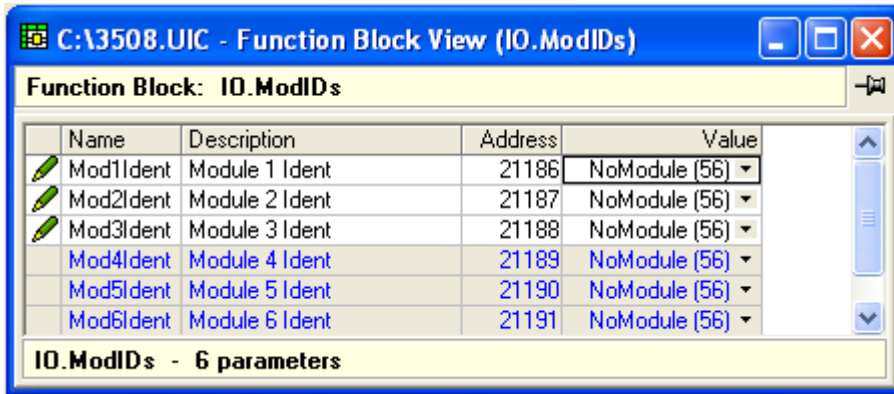 C:\3508.UIC - Function Block View (IO.ModIDs)
Function Block: IO.ModIDs
Name Description Address Value
Mod1Ident Module 1 Ident 21186 NoModule (56)
Mod2Ident Module 2 Ident 21187 NoModule (56)
Mod3Ident Module 3 Ident 21188 NoModule (56)
Mod4Ident Module 4 Ident 21189 NoModule (56)
Mod5Ident Module 5 Ident 21190 NoModule (56)
Mod6Ident Module 6 Ident 21191 NoModule (56)
IO.ModIDs - 6 parameters